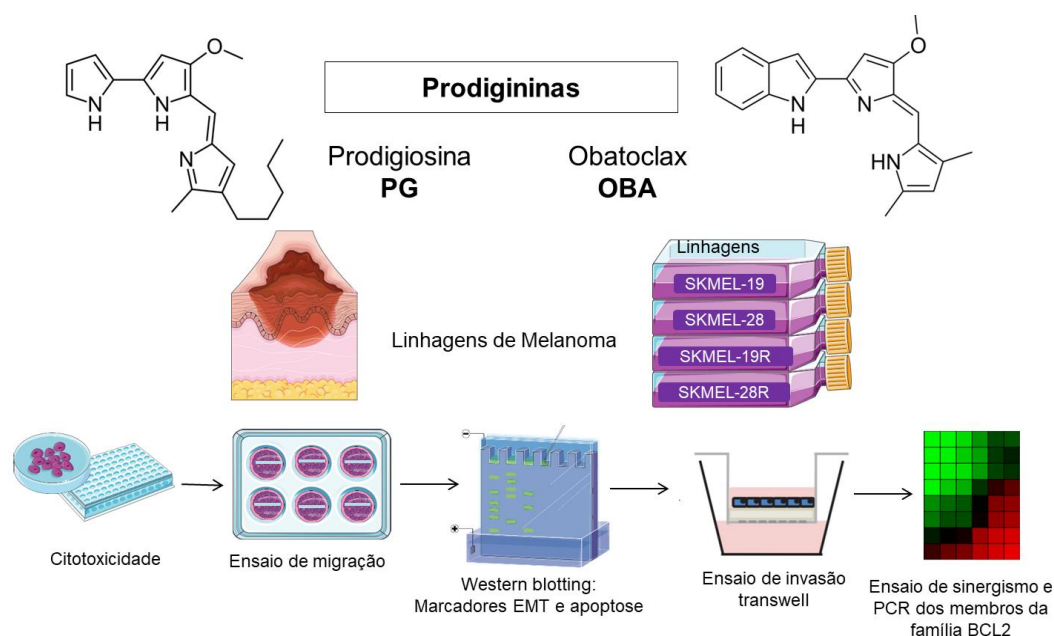 O
N
H
N
H
N
Prodigininas
Prodigiosina
PG
Obatoclax
OBA
O
N
H
N
HN
Linhagens
SKMEL-19
SKMEL-28
SKMEL-19R
SKMEL-28R
Linhagens de Melanoma
Citotoxicidade
Ensaio de migração
Western blotting:
Marcadores EMT e apoptose
Ensaio de invasão
transwell
Ensaio de sinergismo e
PCR dos membros da
família BCL2